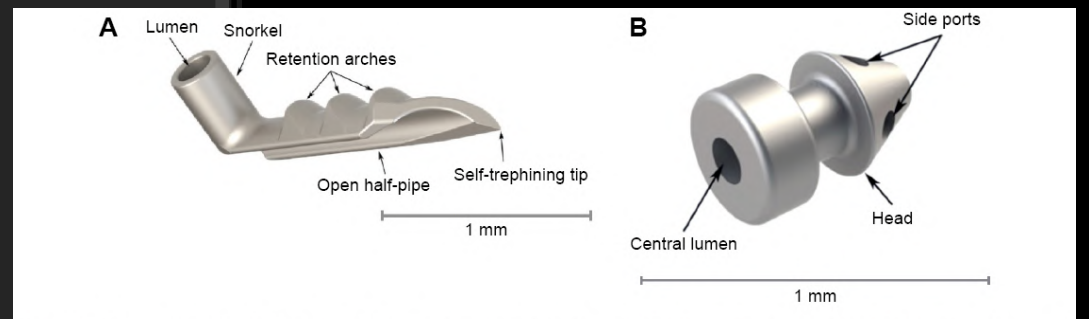 A
Lumen
Snorkel
Retention arches
Open half-pipe
Self-trephining tip
1 mm
B
Side ports
Head
Central lumen
1 mm